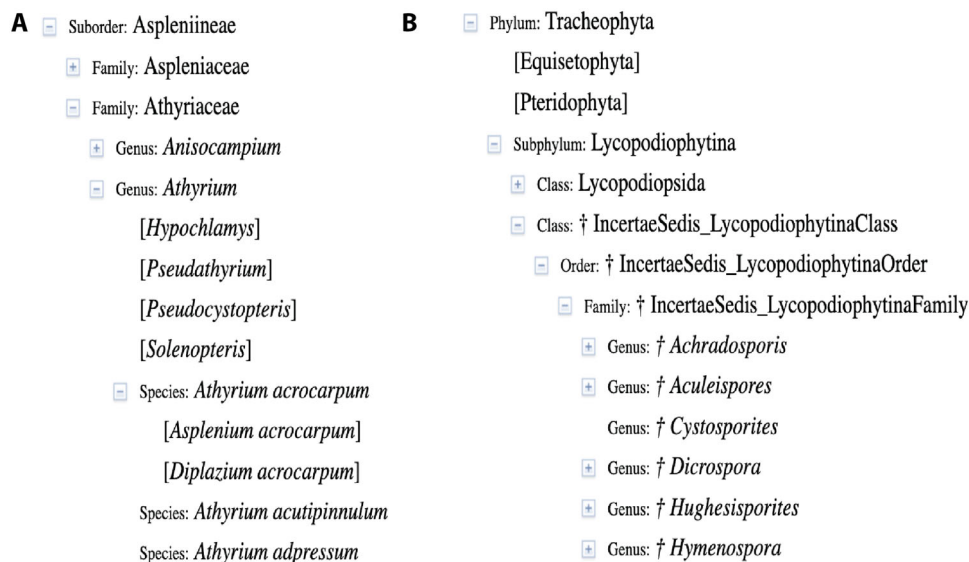 A
Suborder: Aspleniineae
Family: Aspleniaceae
Family: Athyriaceae
Genus: Anisocampium
Genus: Athyrium
[Hypochlamys]
[Pseudathyrium]
[Pseudocystopteris]
[Solenopteris]
Species: Athyrium acrocarpum
[Asplenium acrocarpum]
[Diplazium acrocarpum]
Species: Athyrium acutipinnulum
Species: Athyrium adpressum
B
Phylum: Tracheophyta
[Equisetophyta]
[Pteridophyta]
Subphylum: Lycopodiophytina
Class: Lycopodiopsida
Class: † IncertaeSedis_LycopodiophytinaClass
Order: † IncertaeSedis_LycopodiophytinaOrder
Family: † IncertaeSedis_LycopodiophytinaFamily
Genus: † Achradosporis
Genus: † Aculeispores
Genus: † Cystosporites
Genus: † Dicrospora
Genus: † Hughesisporites
Genus: † Hymenospora